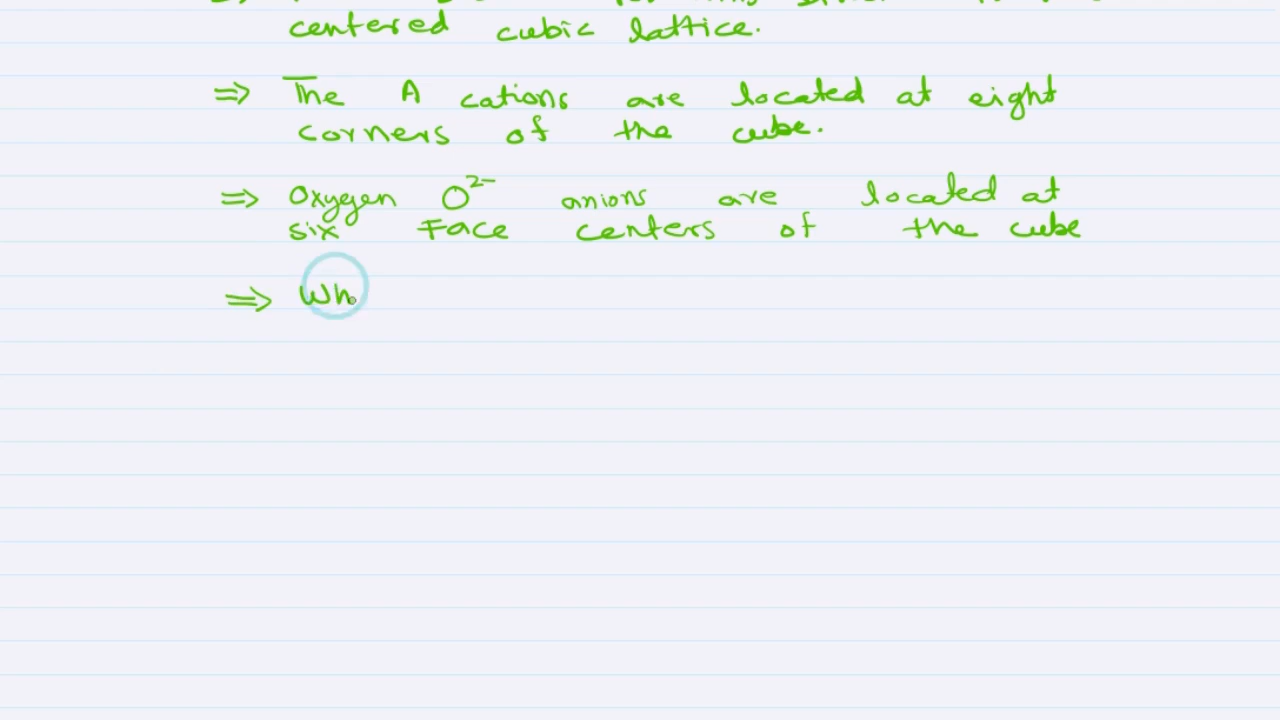 centered cubic lattice.
⇒ The A cations are located at eight
corners of the cube.
⇒ Oxygen O²⁻ anions are located at
six Face centers of the cube
⇒ Wh